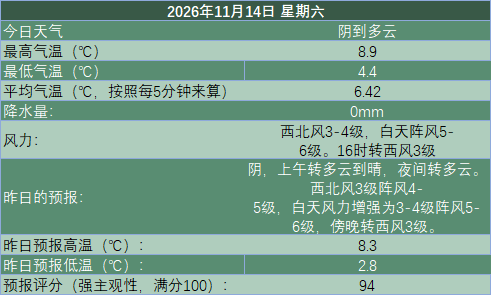 2026年11月14日 星期六
今日天气 阴到多云
最高气温（℃） 8.9
最低气温（℃） 4.4
平均气温（℃，按照每5分钟来算） 6.42
降水量： 0mm
风力： 西北风3-4级，白天阵风5-
6级。16时转西风3级
昨日的预报： 阴，上午转多云到晴，夜间转多云。
西北风3级阵风4-
5级，白天风力增强为3-4级阵风5-
6级，傍晚转西风3级。
昨日预报高温（℃）： 8.3
昨日预报低温（℃）： 2.8
预报评分（强主观性，满分100）： 94